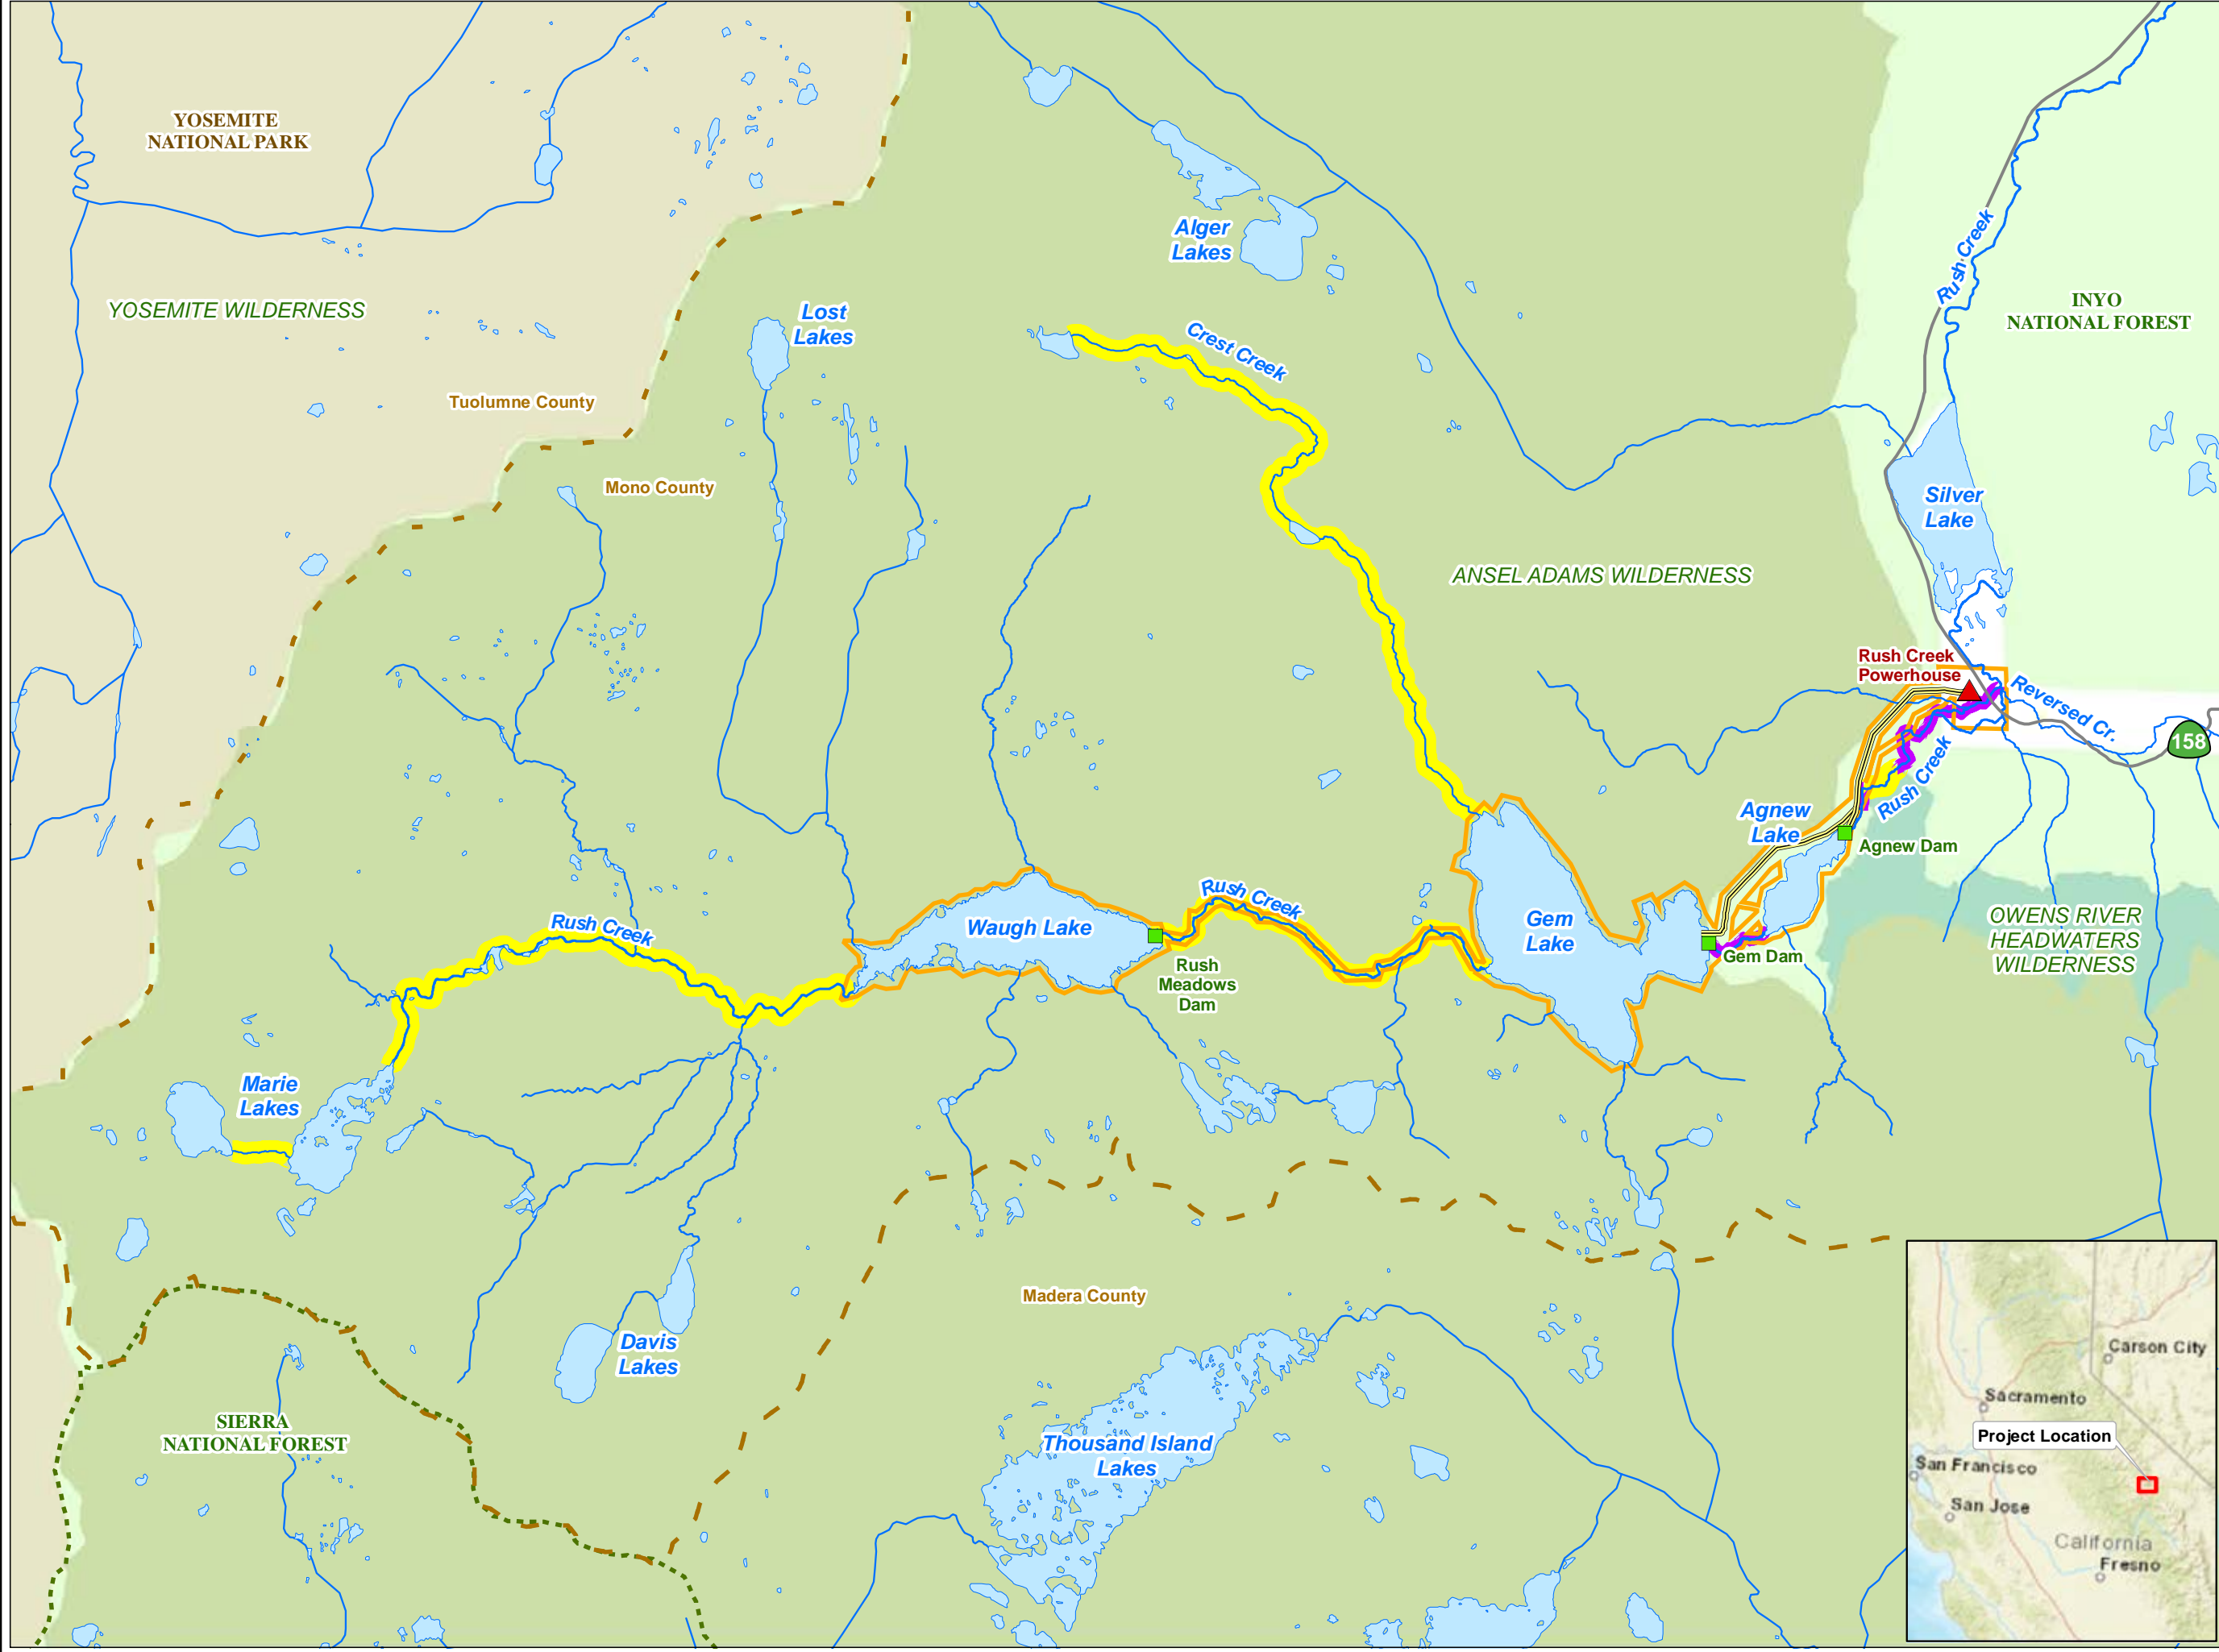 YOSEMITE
NATIONAL PARK
YOSEMITE WILDERNESS
Alger
Lakes
Rush Creek
INYO
NATIONAL FOREST
Lost
Lakes
Crest Creek
Tuolumne County
Mono County
Silver
Lake
ANSEL ADAMS WILDERNESS
Rush Creek
Powerhouse
Reversed Cr.
158
Rush Creek
Agnew
Lake
Agnew Dam
Rush Creek
Rush Creek
Waugh Lake
Gem
Lake
Gem Dam
OWENS RIVER
HEADWATERS
WILDERNESS
Rush
Meadows
Dam
Marie
Lakes
Madera County
Davis
Lakes
SIERRA
NATIONAL FOREST
Thousand Island
Lakes
Carson City
Sacramento
Project Location
San Francisco
San Jose
California
Fresno